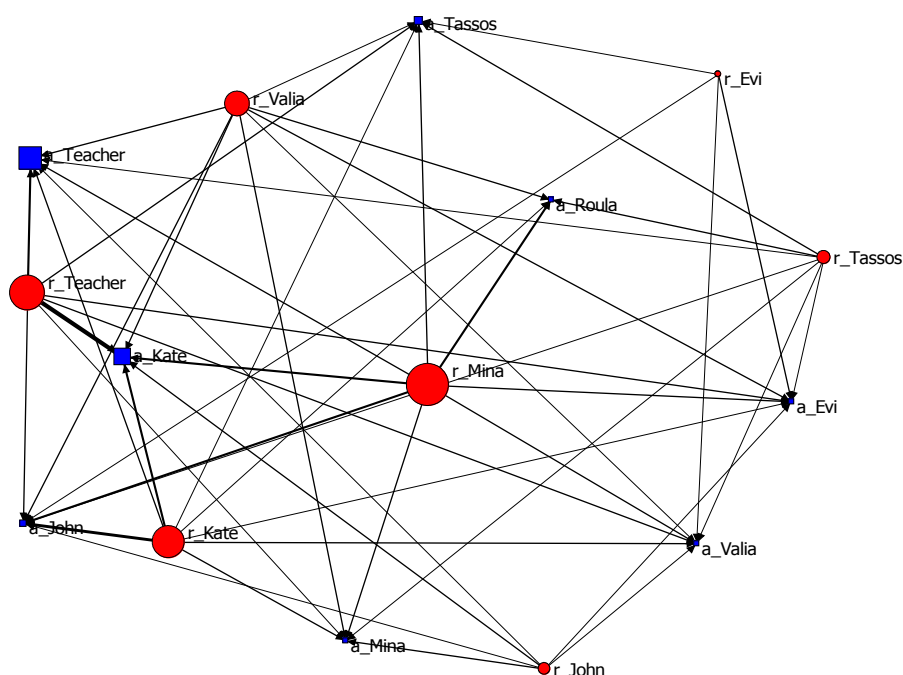 a_Tassos
r_Evi
r_Valia
a_Teacher
a_Roula
r_Tassos
r_Teacher
a_Kate
r_Mina
a_Evi
a_John
r_Kate
a_Valia
a_Mina
r_John